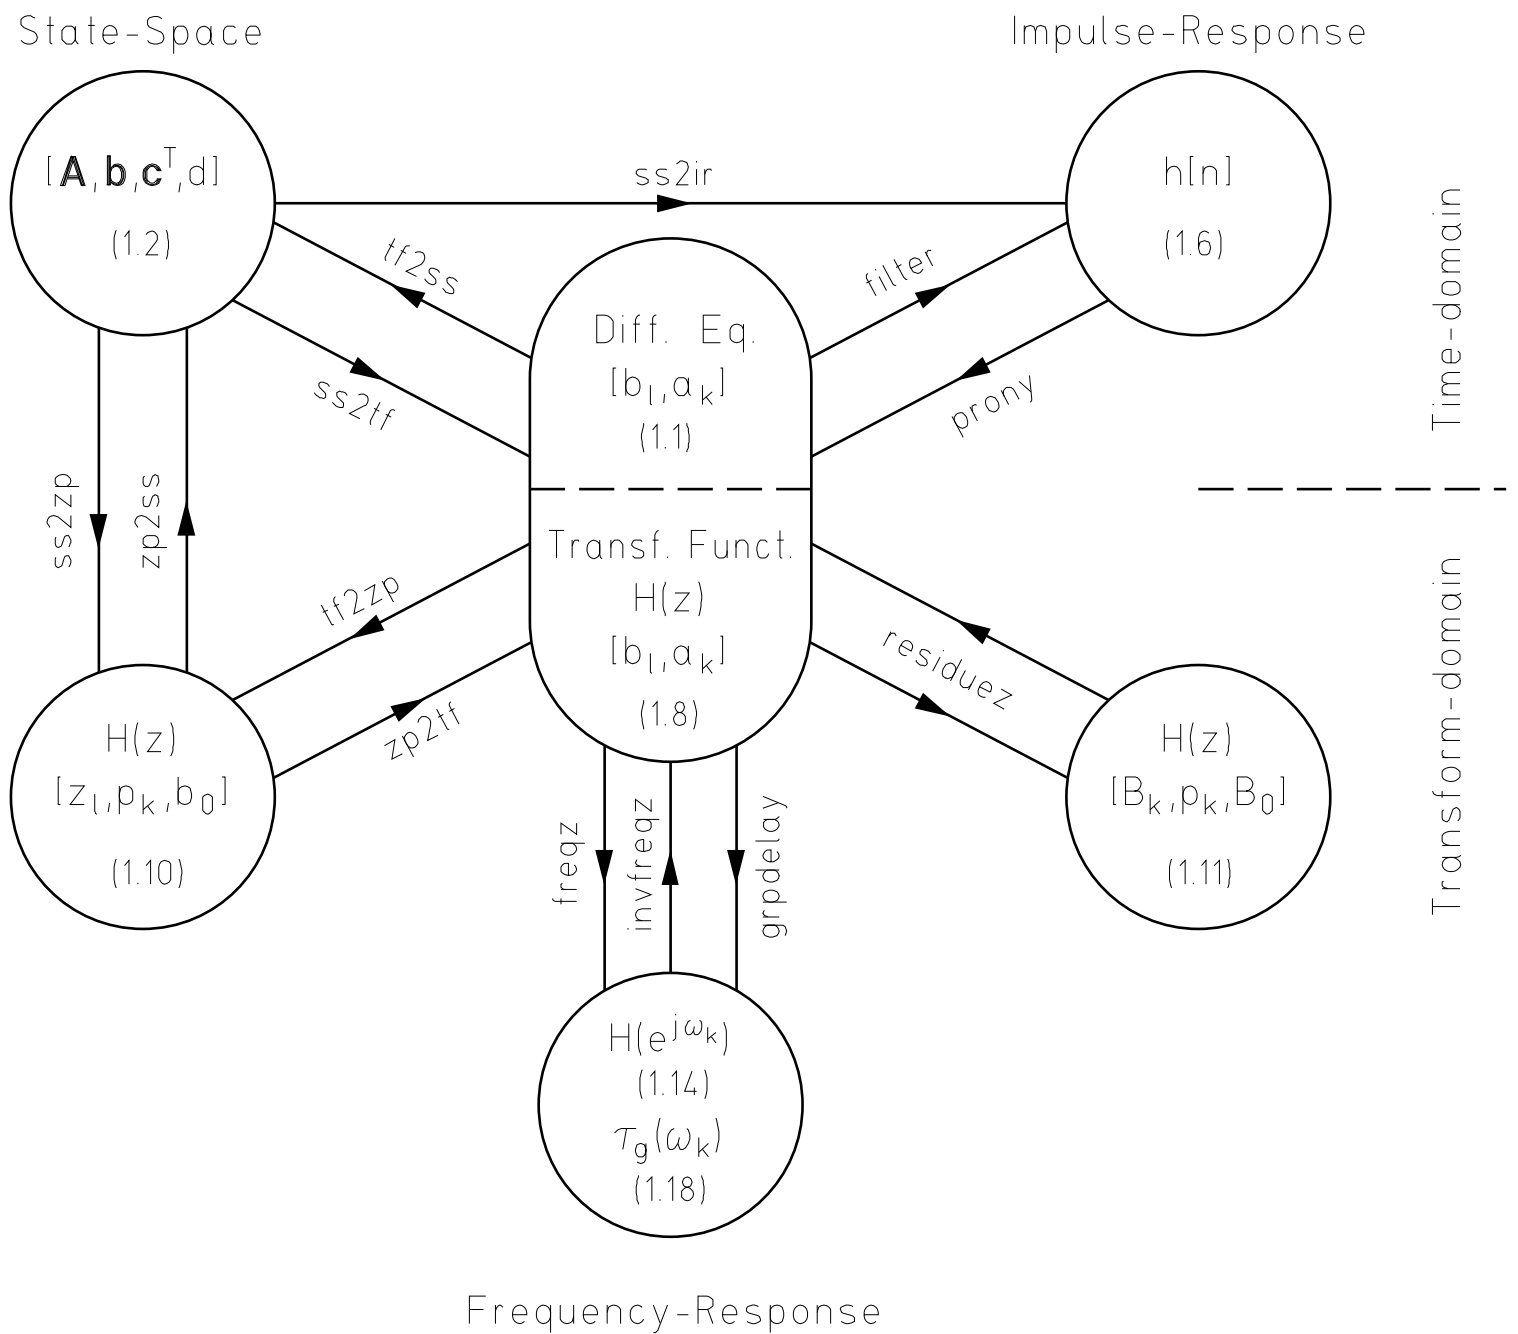 State-Space
Impulse-Response
[A,b,cᵀ,d]
(1.2)
ss2ir
h[n]
(1.6)
tf2ss
filter
ss2tf
prony
Diff. Eq.
[b_l,a_k]
(1.1)
Time-domain
ss2zp
zp2ss
Transf. Funct.
H(z)
[b_l,a_k]
(1.8)
tf2zp
zp2tf
residuez
Transform-domain
H(z)
[z_l,p_k,b_0]
(1.10)
H(z)
[B_k,p_k,B_0]
(1.11)
freqz
invfreqz
grpdelay
H(e^{jω_k})
(1.14)
τ_g(ω_k)
(1.18)
Frequency-Response